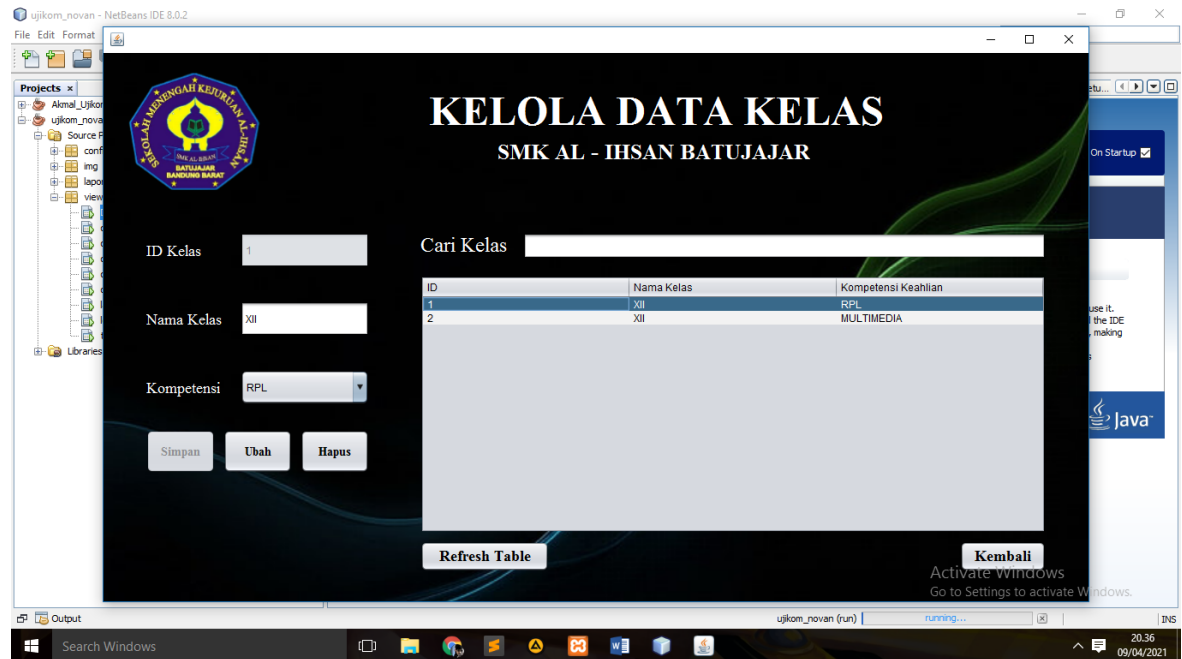 ujikom_novan - NetBeans IDE 8.0.2
File Edit Format
Projects
Akmal_Ujikor
ujikom_nova
Source P
conf
img
lapor
view
Libraries
SEKOLAH MENENGAH KEJURUAN AL-IHSAN
SMK AL-IHSAN
BATUJAJAR
BANDUNG BARAT
KELOLA DATA KELAS
SMK AL - IHSAN BATUJAJAR
ID Kelas
1
Nama Kelas
XII
Kompetensi
RPL
Simpan
Ubah
Hapus
Cari Kelas
ID Nama Kelas Kompetensi Keahlian
1 XII RPL
2 XII MULTIMEDIA
Refresh Table
Kembali
On Startup
use it.
the IDE
, making
Java
Activate Windows
Go to Settings to activate Windows.
Output
ujikom_novan (run)
running...
INS
Search Windows
20.36
09/04/2021